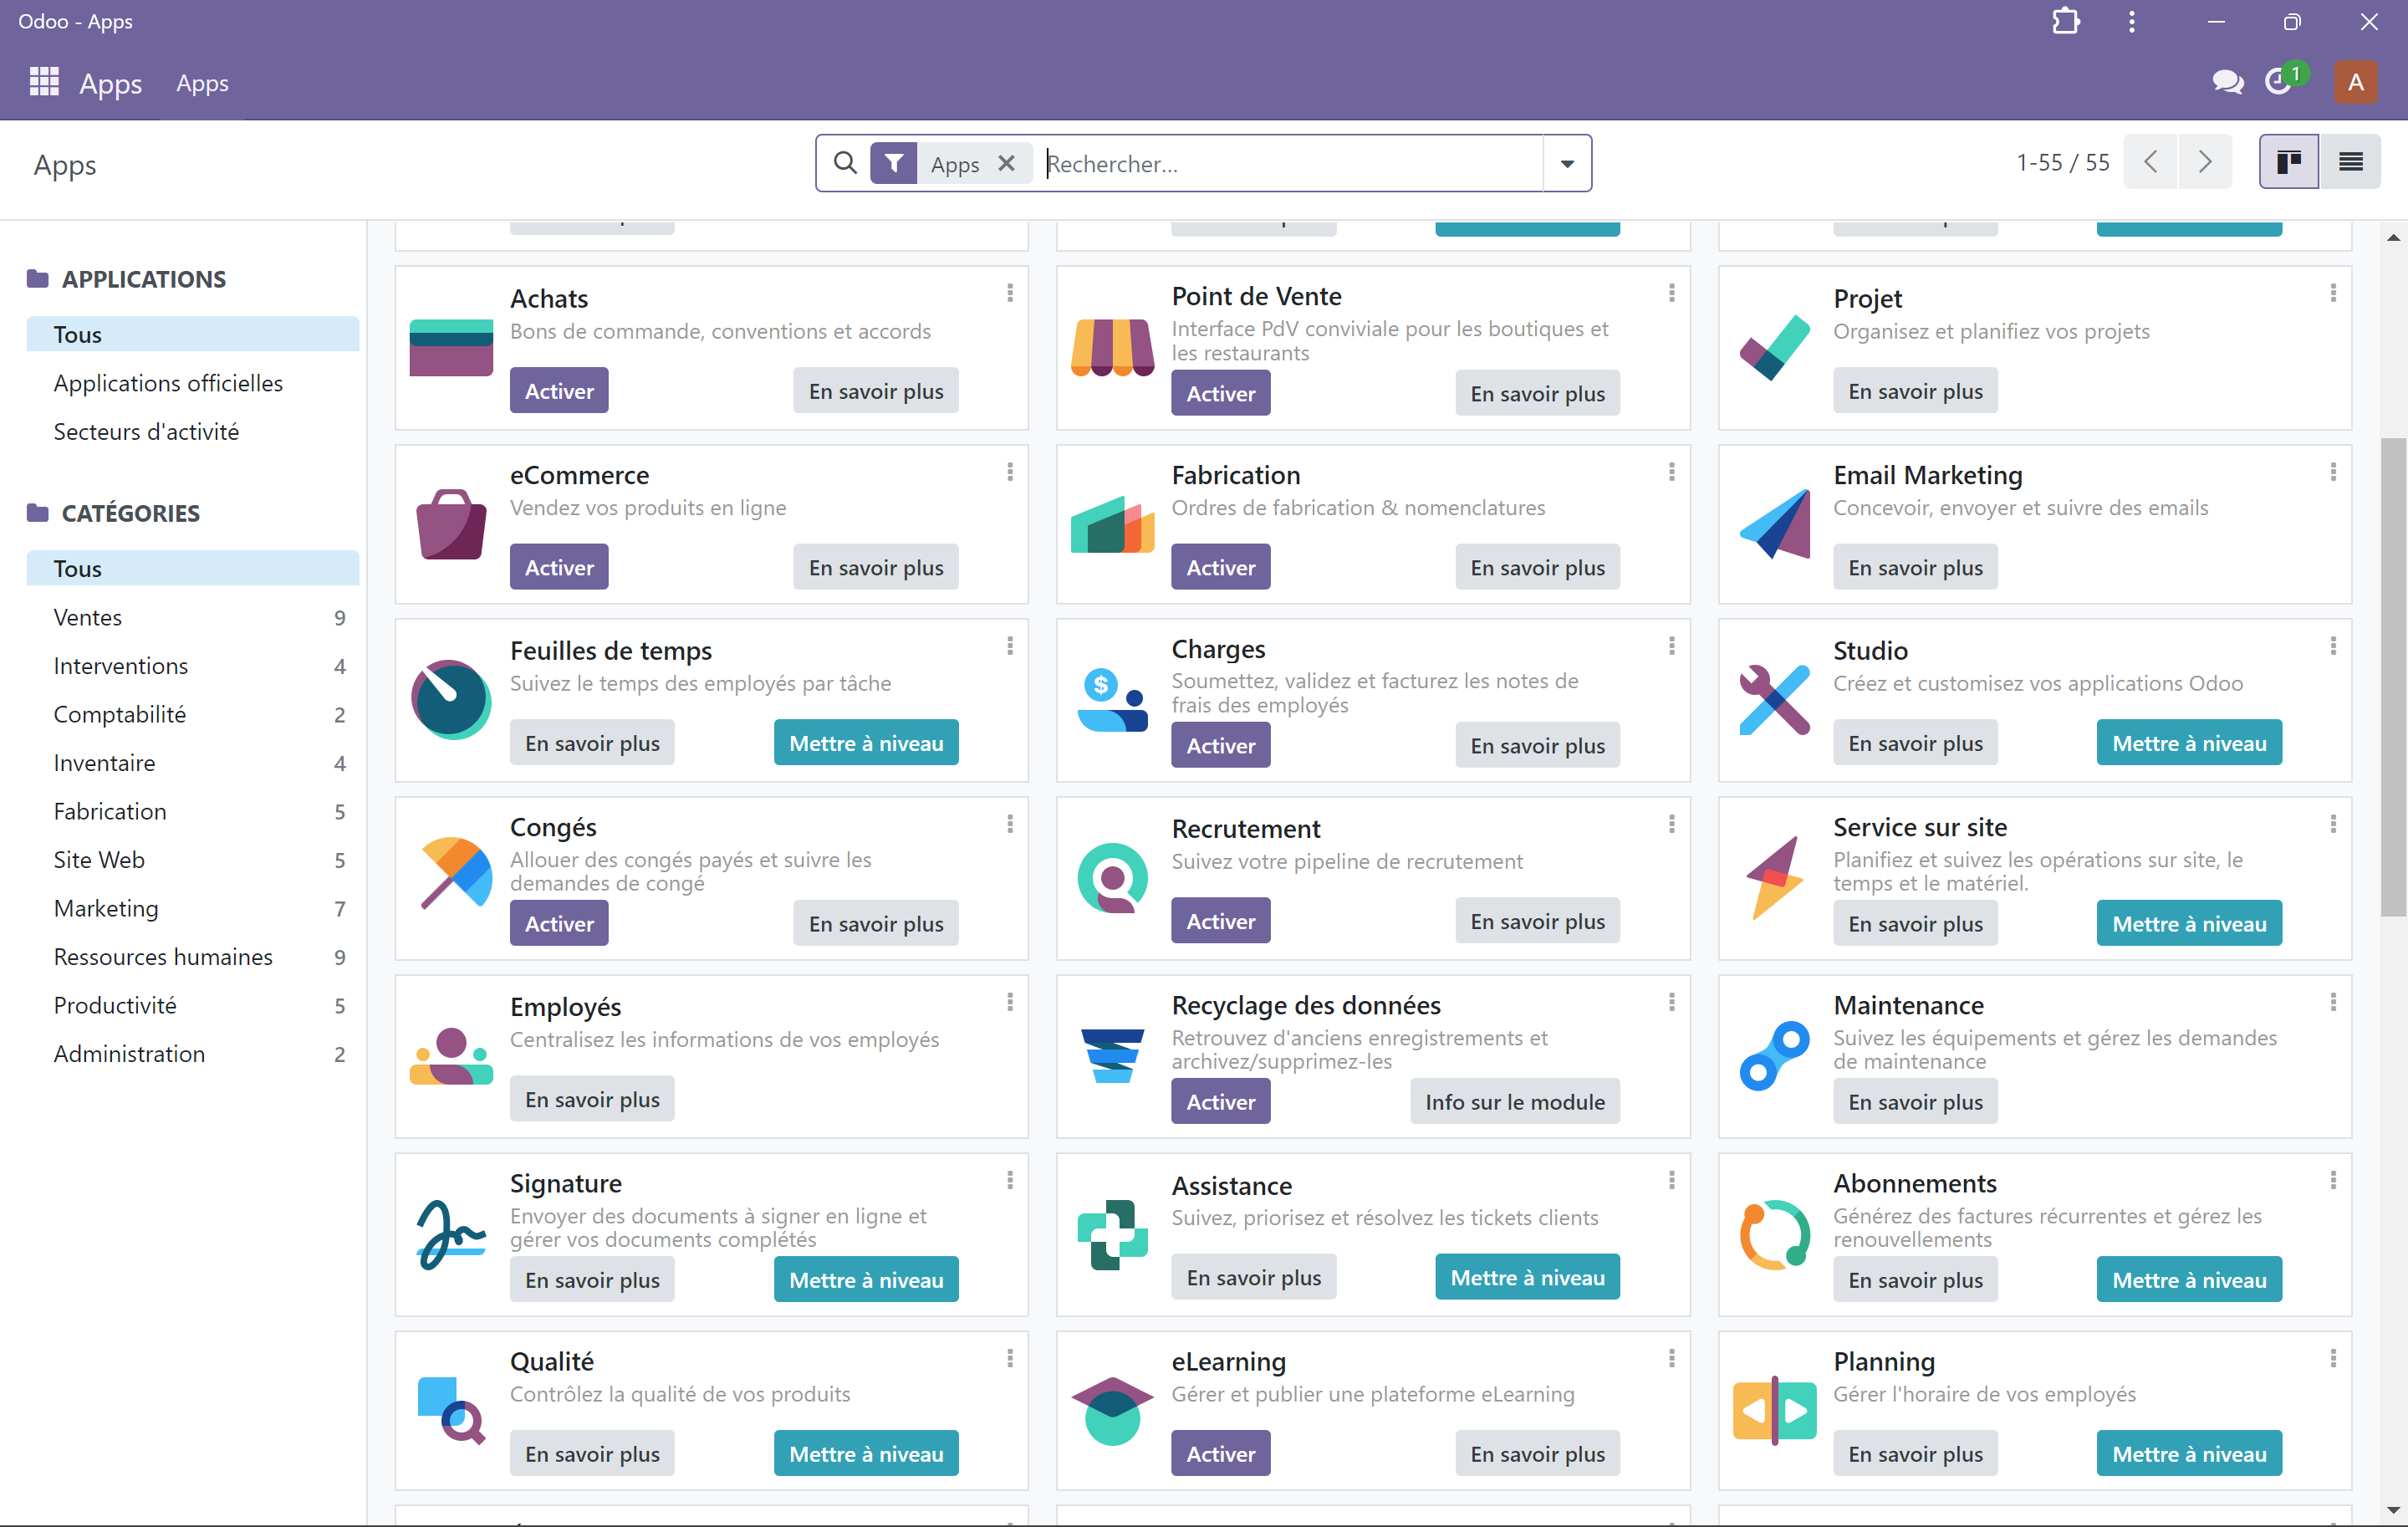 Odoo - Apps
Apps
Apps
1
A
Apps
Apps
Rechercher...
1-55 / 55
APPLICATIONS
Tous
Applications officielles
Secteurs d'activité
CATÉGORIES
Tous
Ventes 9
Interventions 4
Comptabilité 2
Inventaire 4
Fabrication 5
Site Web 5
Marketing 7
Ressources humaines 9
Productivité 5
Administration 2
Achats
Bons de commande, conventions et accords
Activer
En savoir plus
Point de Vente
Interface PdV conviviale pour les boutiques et
les restaurants
Activer
En savoir plus
Projet
Organisez et planifiez vos projets
En savoir plus
eCommerce
Vendez vos produits en ligne
Activer
En savoir plus
Fabrication
Ordres de fabrication & nomenclatures
Activer
En savoir plus
Email Marketing
Concevoir, envoyer et suivre des emails
En savoir plus
Feuilles de temps
Suivez le temps des employés par tâche
En savoir plus
Mettre à niveau
Charges
$
Soumettez, validez et facturez les notes de
frais des employés
Activer
En savoir plus
Studio
Créez et customisez vos applications Odoo
En savoir plus
Mettre à niveau
Congés
Allouer des congés payés et suivre les
demandes de congé
Activer
En savoir plus
Recrutement
Suivez votre pipeline de recrutement
Activer
En savoir plus
Service sur site
Planifiez et suivez les opérations sur site, le
temps et le matériel.
En savoir plus
Mettre à niveau
Employés
Centralisez les informations de vos employés
En savoir plus
Recyclage des données
Retrouvez d'anciens enregistrements et
archivez/supprimez-les
Activer
Info sur le module
Maintenance
Suivez les équipements et gérez les demandes
de maintenance
En savoir plus
Signature
Envoyer des documents à signer en ligne et
gérer vos documents complétés
En savoir plus
Mettre à niveau
Assistance
Suivez, priorisez et résolvez les tickets clients
En savoir plus
Mettre à niveau
Abonnements
Générez des factures récurrentes et gérez les
renouvellements
En savoir plus
Mettre à niveau
Qualité
Contrôlez la qualité de vos produits
En savoir plus
Mettre à niveau
eLearning
Gérer et publier une plateforme eLearning
Activer
En savoir plus
Planning
Gérer l'horaire de vos employés
En savoir plus
Mettre à niveau